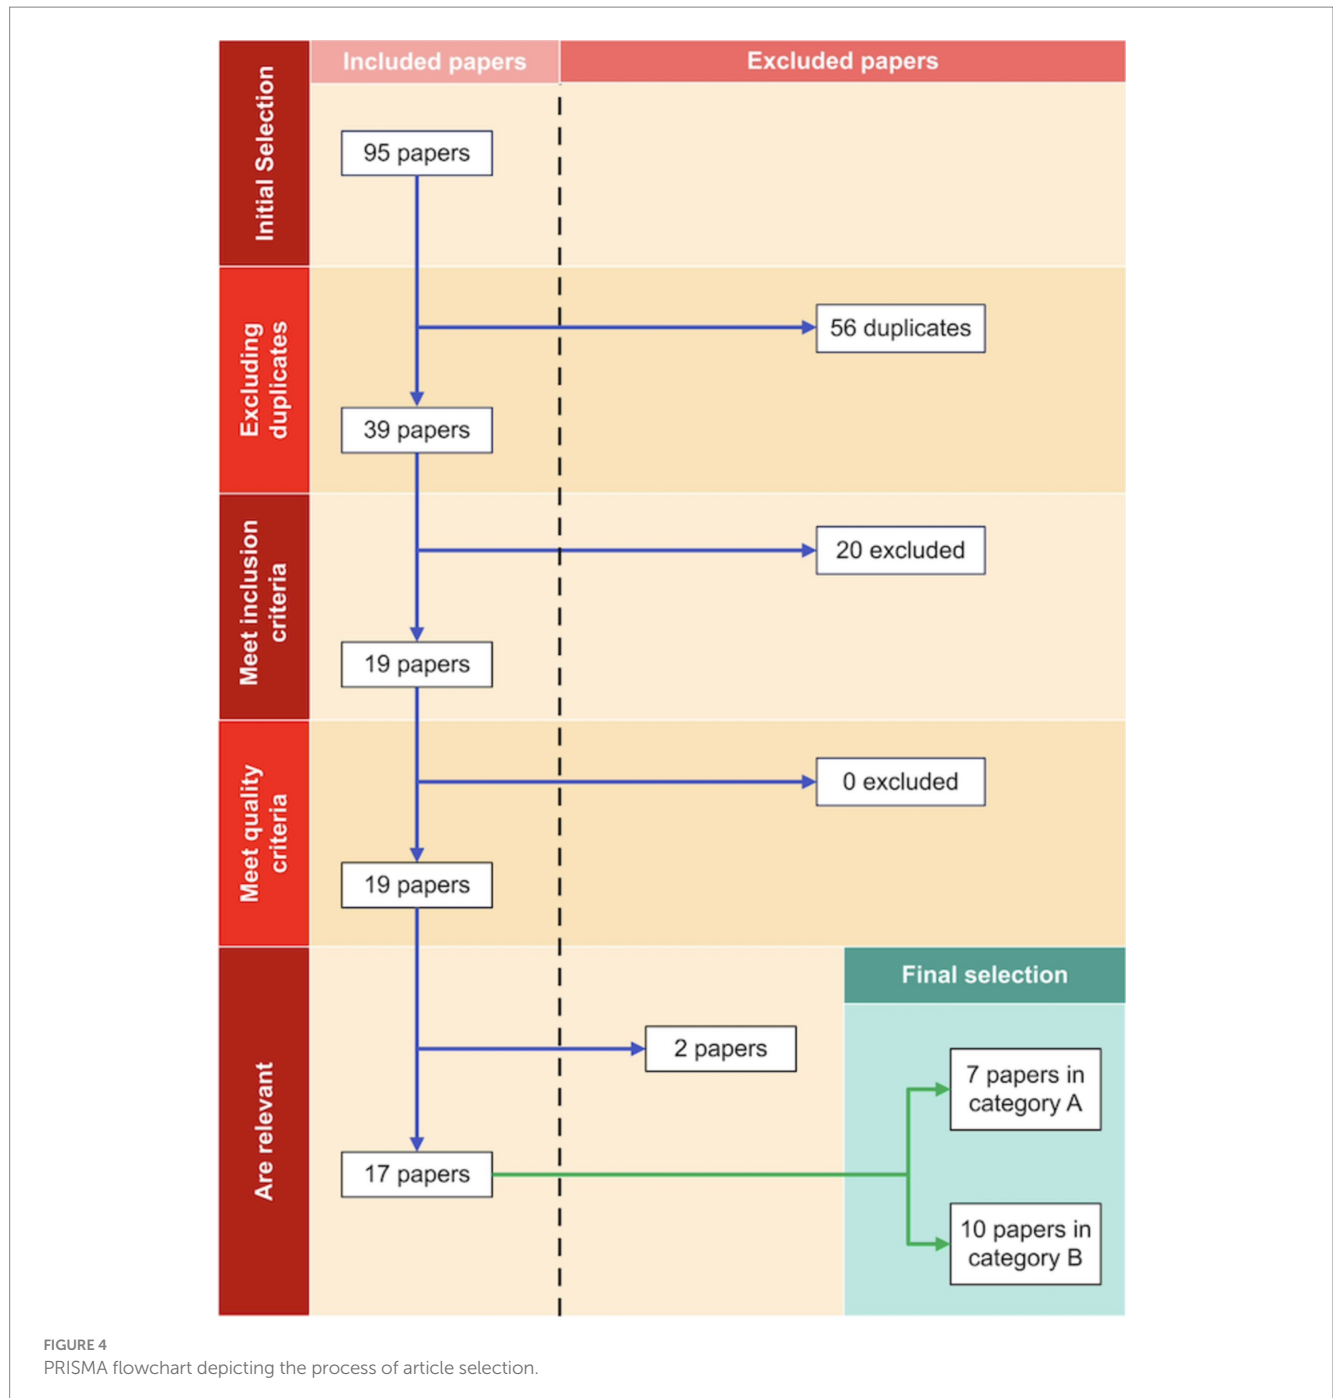 Included papers
Excluded papers
Initial Selection
95 papers
Excluding
duplicates
56 duplicates
39 papers
Meet inclusion
criteria
20 excluded
19 papers
Meet quality
criteria
0 excluded
19 papers
Are relevant
2 papers
17 papers
Final selection
7 papers in
category A
10 papers in
category B
FIGURE 4
PRISMA flowchart depicting the process of article selection.